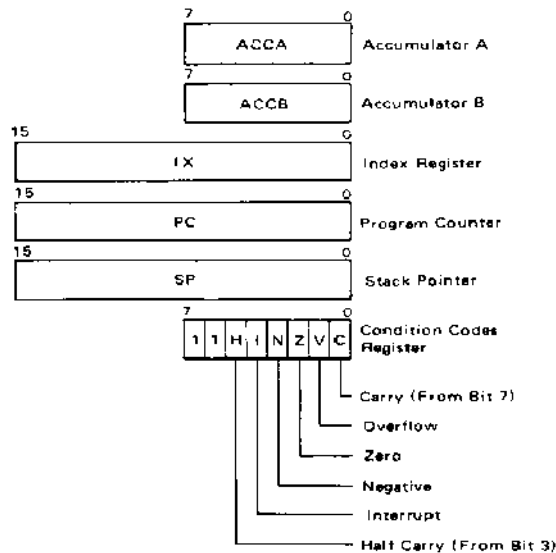 7 0
ACCA Accumulator A
7 0
ACCB Accumulator B
15 0
IX Index Register
15 0
PC Program Counter
15 0
SP Stack Pointer
7 0
1 1 H I N Z V C Condition Codes
Register
Carry (From Bit 7)
Overflow
Zero
Negative
Interrupt
Half Carry (From Bit 3)